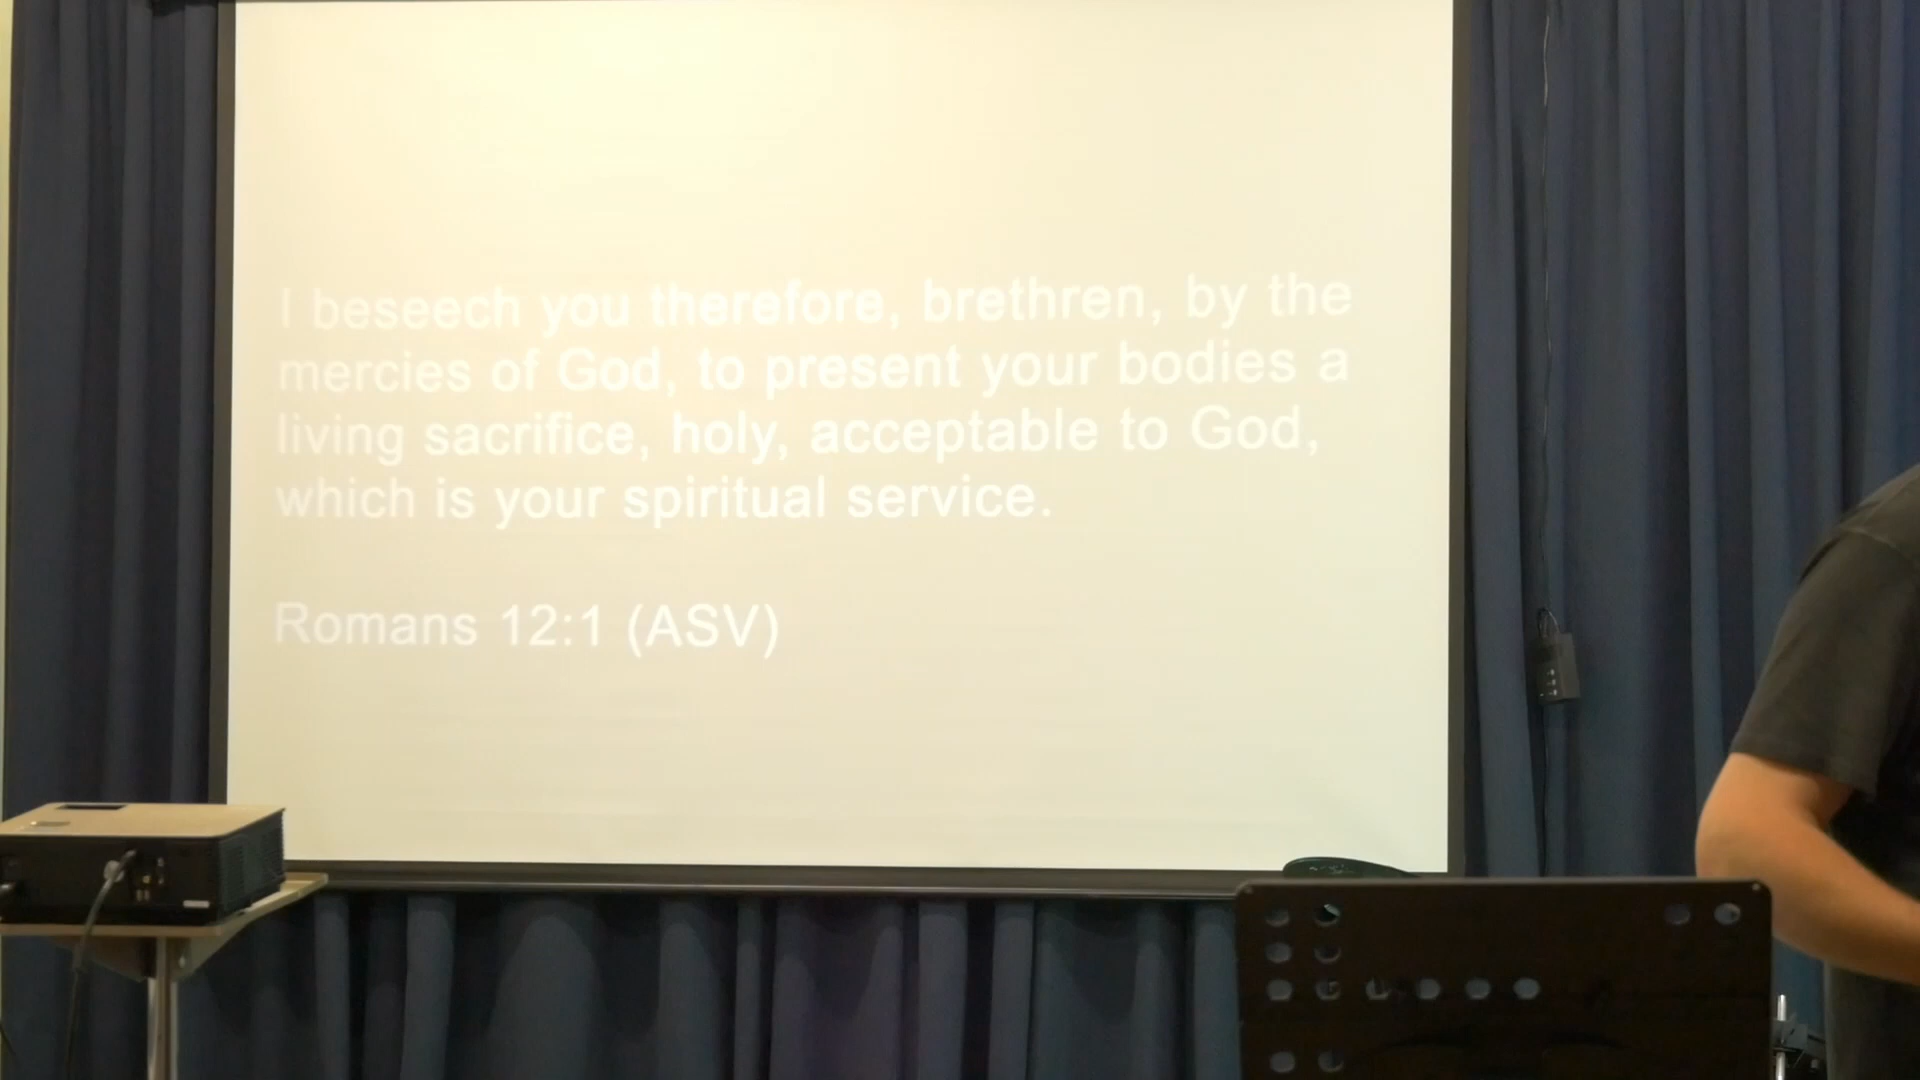 I beseech you therefore, brethren, by the
mercies of God, to present your bodies a
living sacrifice, holy, acceptable to God,
which is your spiritual service.
Romans 12:1 (ASV)